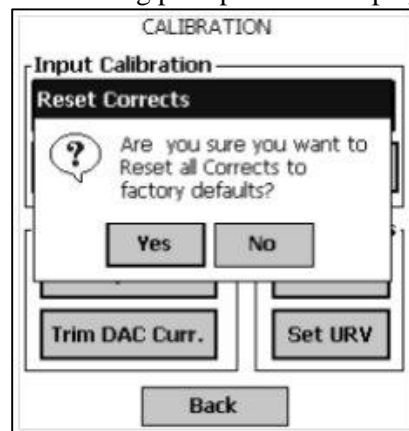 CALIBRATION
Input Calibration
Reset Corrects
?
Are you sure you want to
Reset all Corrects to
factory defaults?
Yes No
Trim DAC Curr. Set URV
Back